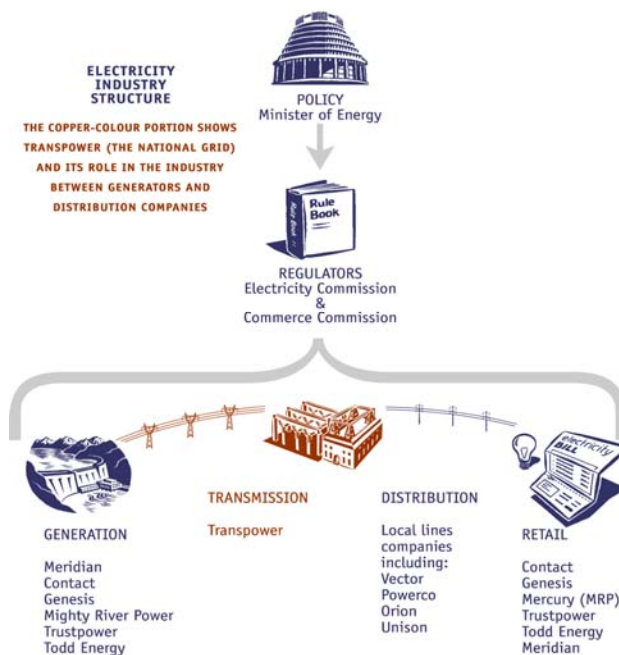 ELECTRICITY
INDUSTRY
STRUCTURE
THE COPPER-COLOUR PORTION SHOWS
TRANSPOWER (THE NATIONAL GRID)
AND ITS ROLE IN THE INDUSTRY
BETWEEN GENERATORS AND
DISTRIBUTION COMPANIES
POLICY
Minister of Energy
Rule Book
Rule
Book
REGULATORS
Electricity Commission
&
Commerce Commission
electricity
BILL
GENERATION
Meridian
Contact
Genesis
Mighty River Power
Trustpower
Todd Energy
TRANSMISSION
Transpower
DISTRIBUTION
Local lines
companies
including:
Vector
Powerco
Orion
Unison
RETAIL
Contact
Genesis
Mercury (MRP)
Trustpower
Todd Energy
Meridian